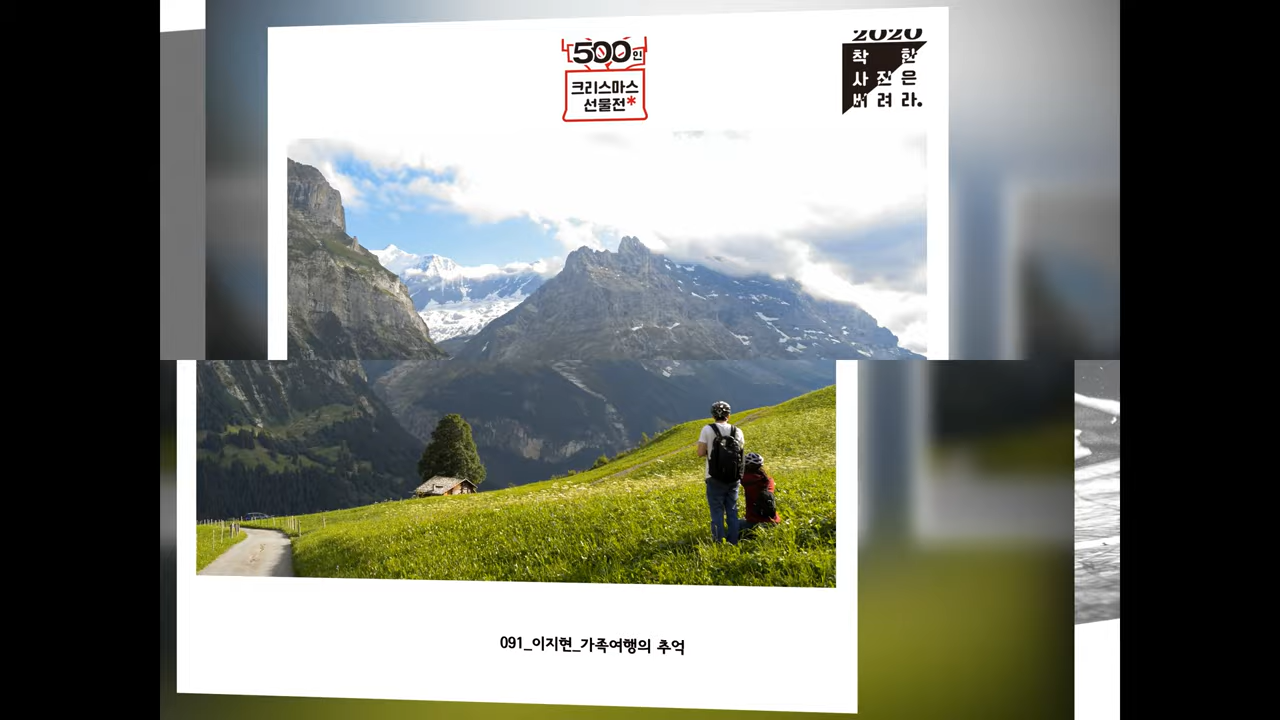 500인
크리스마스
선물전*
2020
착한
사진은
버려라.
091_이지현_가족여행의 추억